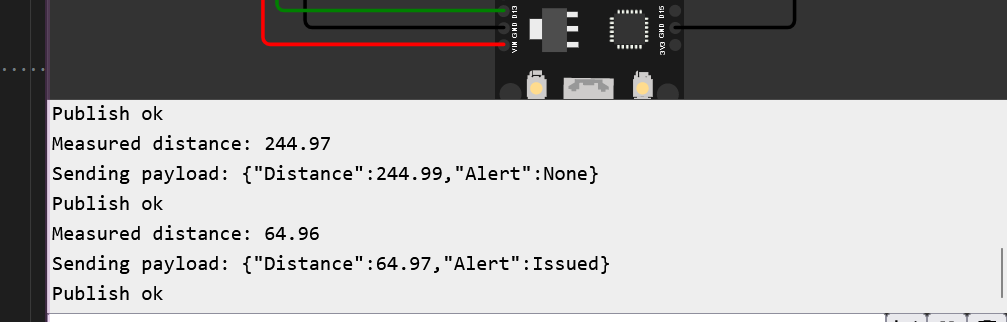 D13
GND
VIN
D15
GND
3V3
Publish ok
Measured distance: 244.97
Sending payload: {"Distance":244.99,"Alert":None}
Publish ok
Measured distance: 64.96
Sending payload: {"Distance":64.97,"Alert":Issued}
Publish ok